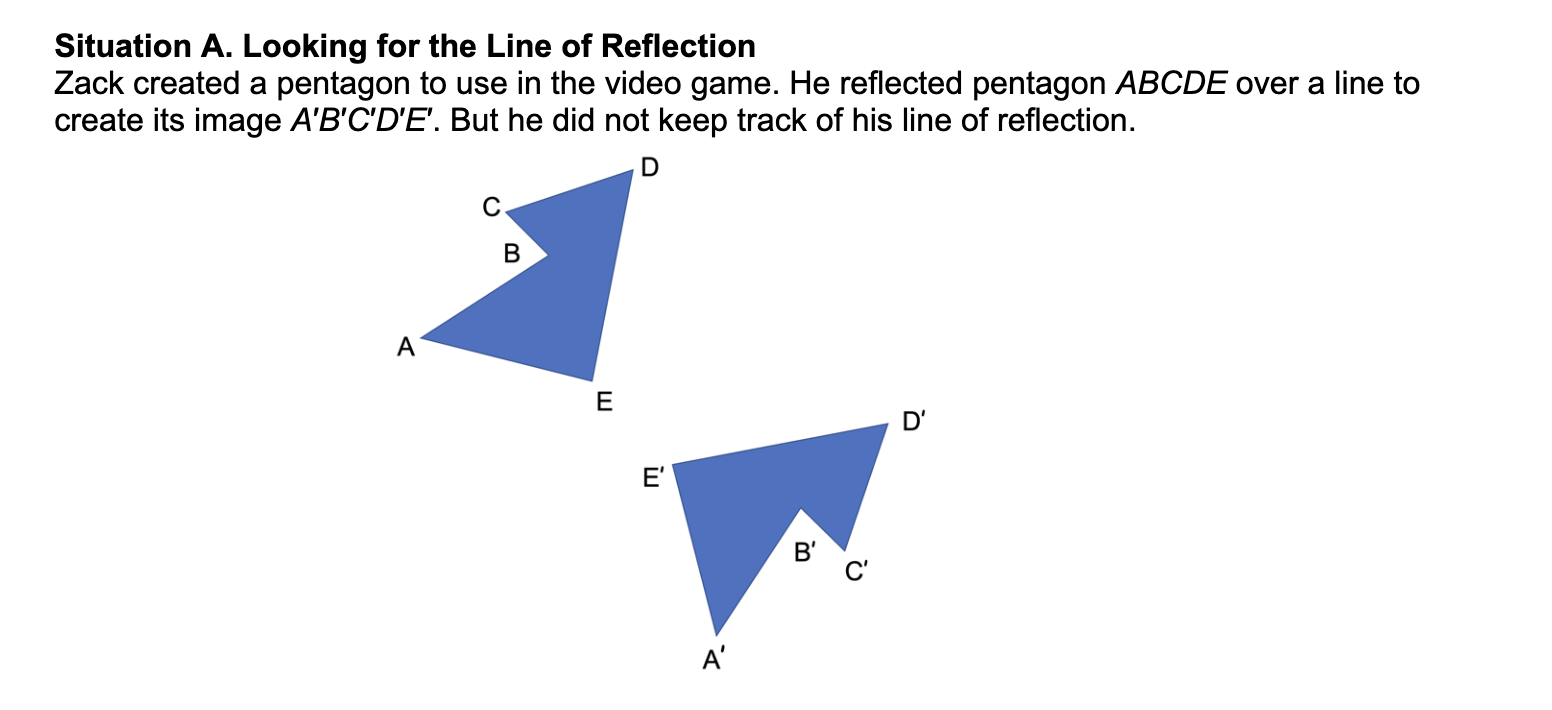 Situation A. Looking for the Line of Reflection
Zack created a pentagon to use in the video game. He reflected pentagon ABCDE over a line to
create its image A'B'C'D'E'. But he did not keep track of his line of reflection.
D
C
B
A
E
D'
E'
B'
C'
A'